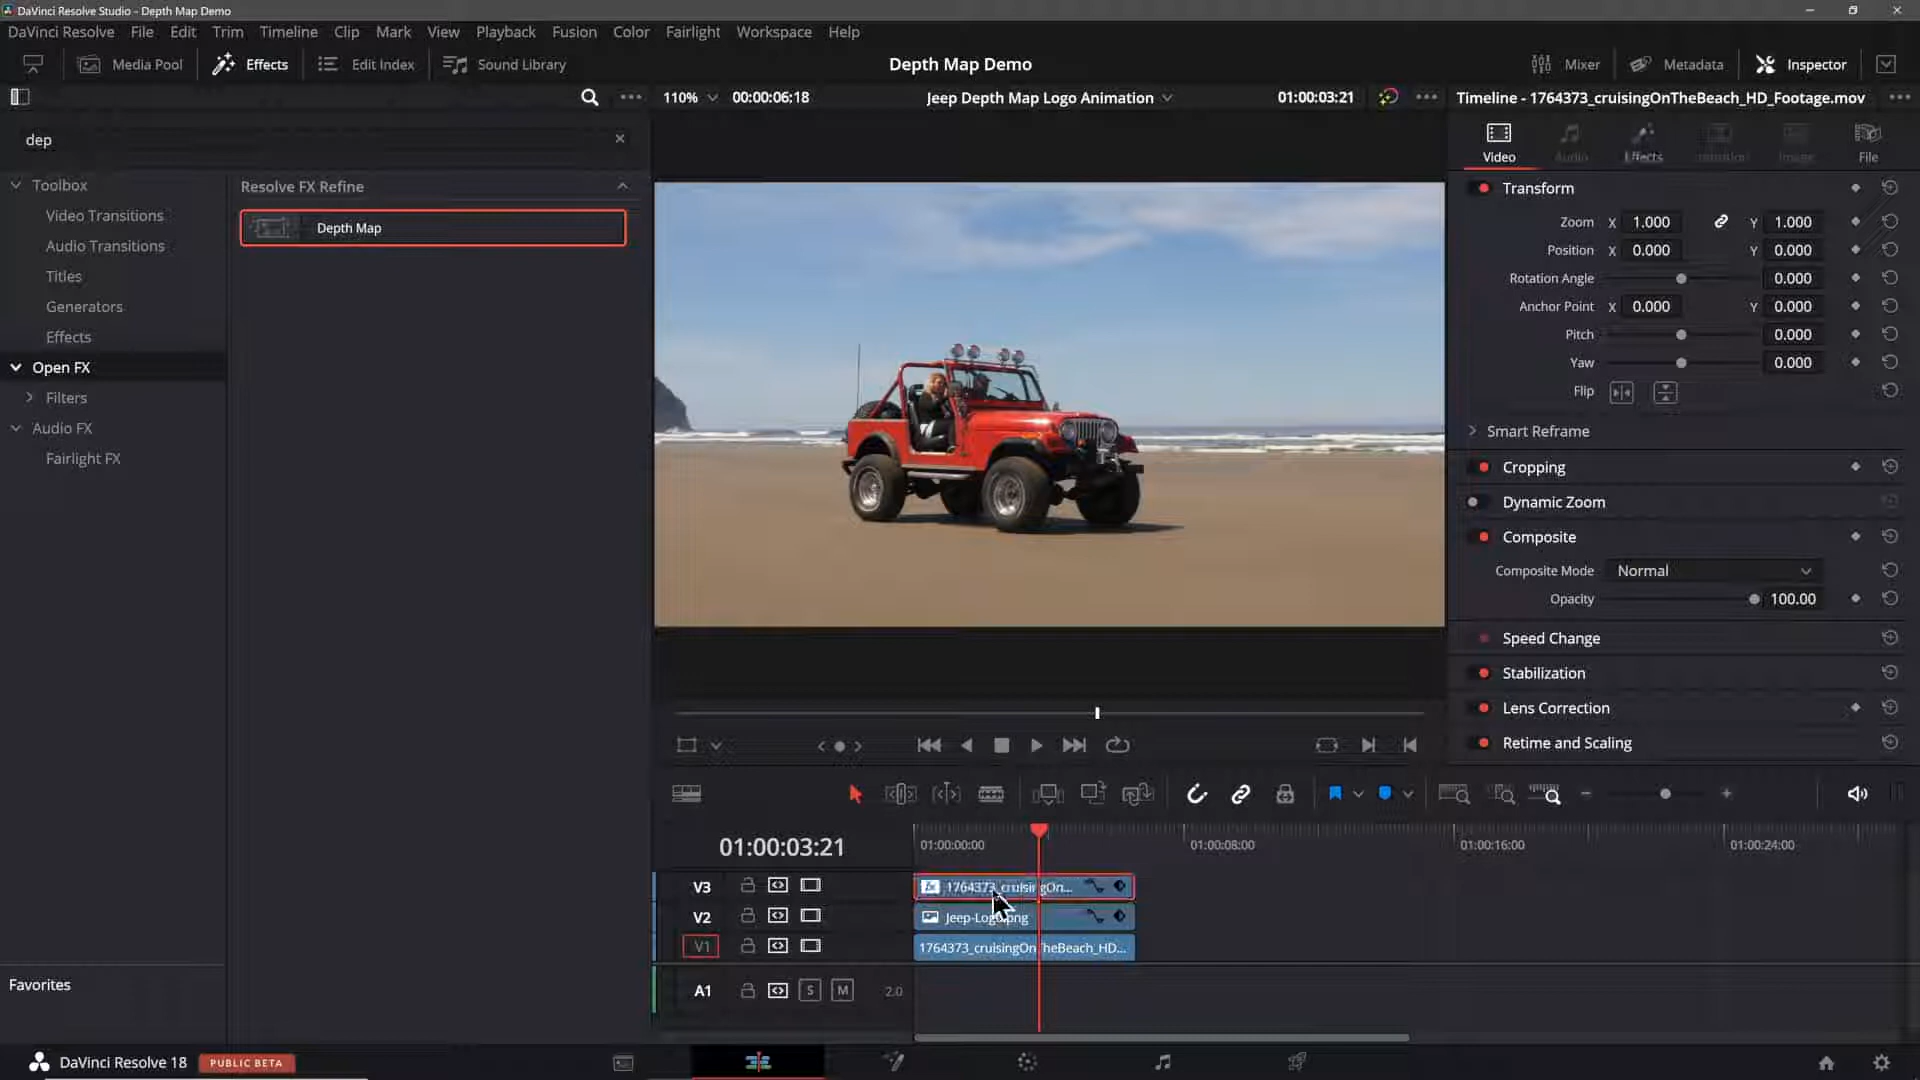 DaVinci Resolve Studio - Depth Map Demo
DaVinci Resolve File Edit Trim Timeline Clip Mark View Playback Fusion Color Fairlight Workspace Help
Media Pool Effects Edit Index Sound Library Depth Map Demo Mixer Metadata Inspector
110% 00:00:06:18 Jeep Depth Map Logo Animation 01:00:03:21 Timeline - 1764373_cruisingOnTheBeach_HD_Footage.mov
dep
Video Audio Effects Transition Image File
Toolbox
Video Transitions
Audio Transitions
Titles
Generators
Effects
Open FX
Filters
Audio FX
Fairlight FX
Favorites
Resolve FX Refine
Depth Map
Transform
Zoom X 1.000 Y 1.000
Position X 0.000 Y 0.000
Rotation Angle 0.000
Anchor Point X 0.000 Y 0.000
Pitch 0.000
Yaw 0.000
Flip
Smart Reframe
Cropping
Dynamic Zoom
Composite
Composite Mode Normal
Opacity 100.00
Speed Change
Stabilization
Lens Correction
Retime and Scaling
01:00:03:21 01:00:00:00 01:00:08:00 01:00:16:00 01:00:24:00
V3 1764373_cruisingOn...
V2 Jeep-Logo.png
V1 1764373_cruisingOnTheBeach_HD...
A1 S M 2.0
DaVinci Resolve 18 PUBLIC BETA